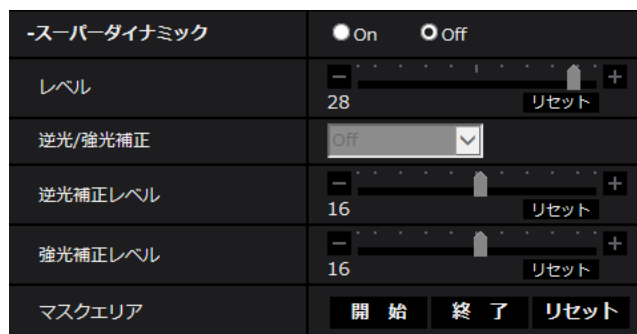 -スーパーダイナミック On Off
レベル - +
28 リセット
逆光/強光補正 Off
逆光補正レベル - +
16 リセット
強光補正レベル - +
16 リセット
マスクエリア 開 始 終 了 リセット